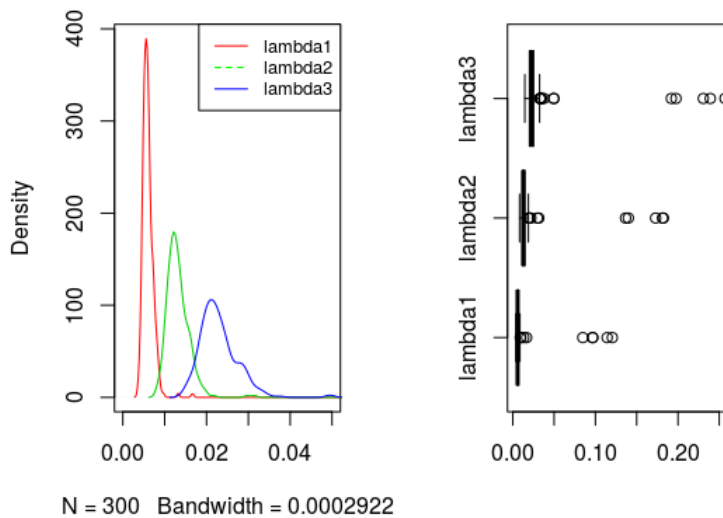 400
300
200
100
0
Density
lambda1
lambda2
lambda3
0.00
0.02
0.04
N = 300 Bandwidth = 0.0002922
lambda3
lambda2
lambda1
0.00
0.10
0.20